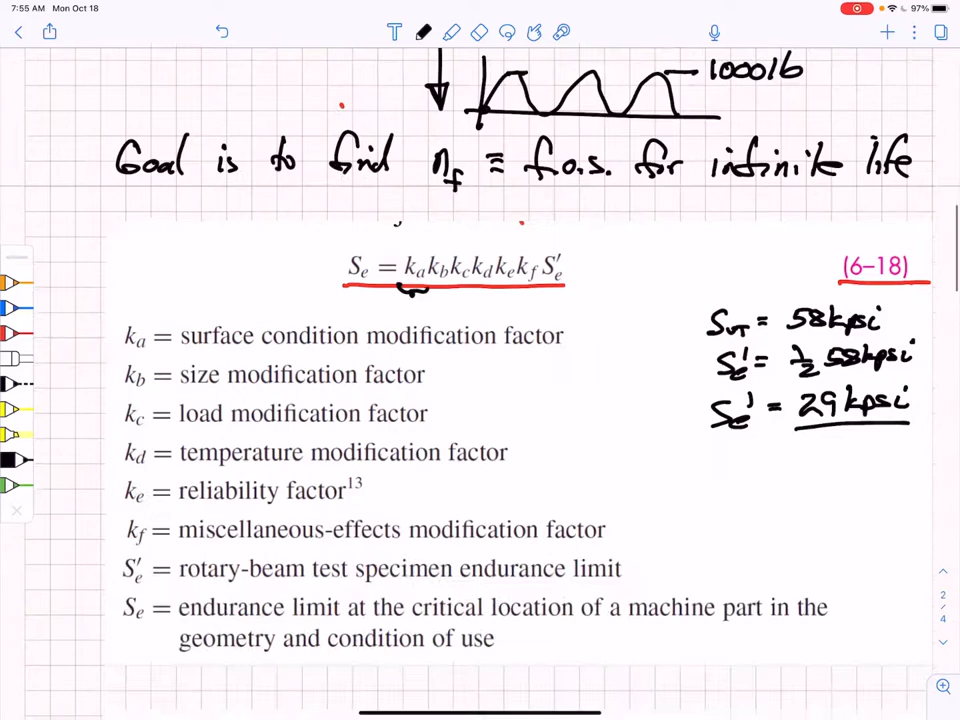 7:55 AM Mon Oct 18
97%
1000lb
Goal is to find nf ≡ f.o.s. for infinite life
Se = kakbkckdkekf S′e (6–18)
ka = surface condition modification factor
kb = size modification factor
kc = load modification factor
kd = temperature modification factor
ke = reliability factor13
kf = miscellaneous-effects modification factor
S′e = rotary-beam test specimen endurance limit
Se = endurance limit at the critical location of a machine part in the
geometry and condition of use
SUT = 58kpsi
Se' = 1/2 58kpsi
Se' = 29kpsi
2
/
4